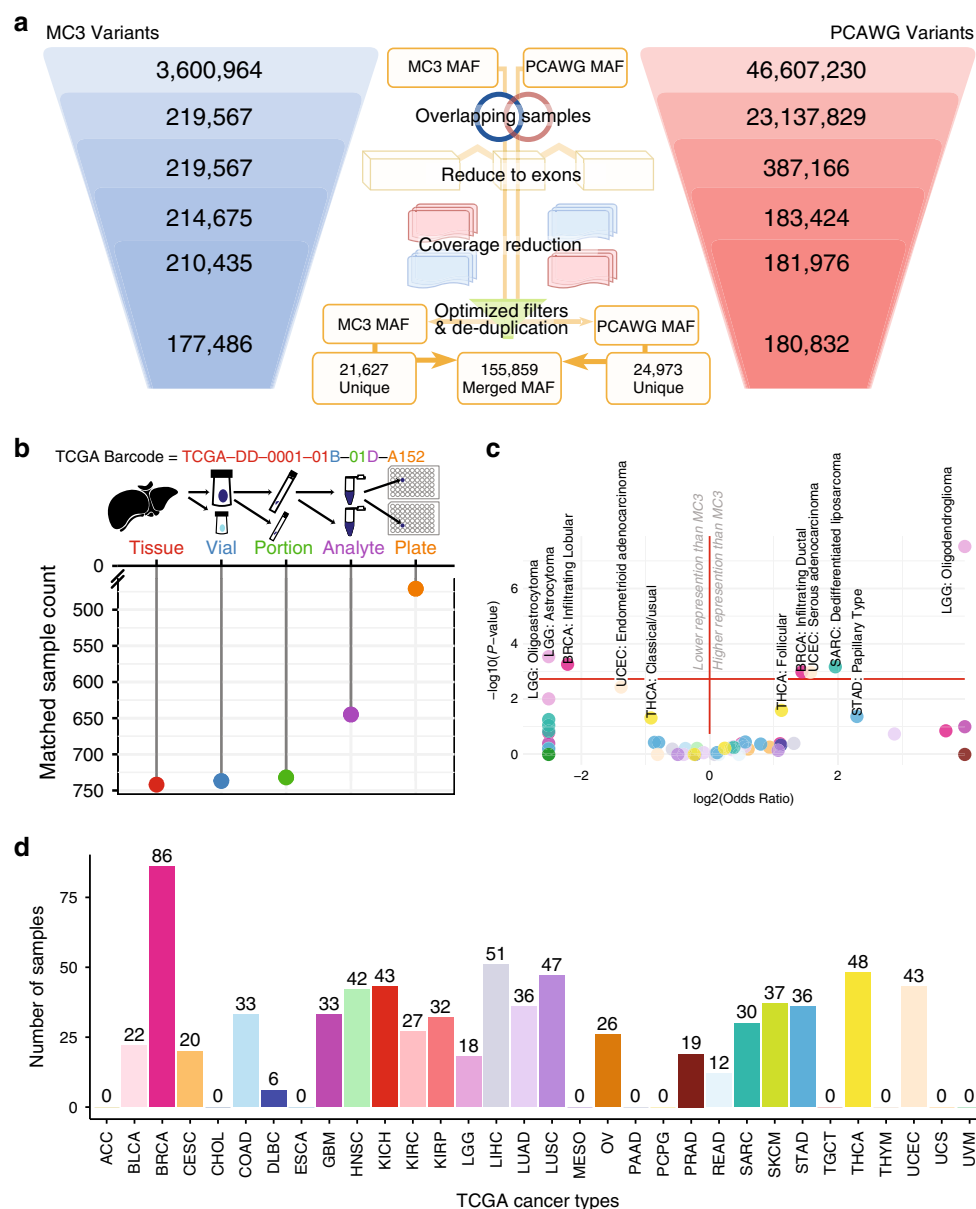 a
MC3 Variants
PCAWG Variants
3,600,964
219,567
219,567
214,675
210,435
177,486
MC3 MAF
PCAWG MAF
Overlapping samples
Reduce to exons
Coverage reduction
Optimized filters
& de-duplication
MC3 MAF
PCAWG MAF
21,627
Unique
155,859
Merged MAF
24,973
Unique
46,607,230
23,137,829
387,166
183,424
181,976
180,832
b
TCGA Barcode = TCGA–DD–0001–01B–01D–A152
Tissue
Vial
Portion
Analyte
Plate
Matched sample count
0
500
550
600
650
700
750
c
–log10(P-value)
6
4
2
0
−2
0
2
log2(Odds Ratio)
Lower represention than MC3
Higher represention than MC3
LGG: Oligoastrocytoma
LGG: Astrocytoma
BRCA: Infiltrating Lobular
UCEC: Endometrioid adenocarcinoma
THCA: Classical/usual
THCA: Follicular
BRCA: Infiltrating Ductal
UCEC: Serous adenocarcinoma
SARC: Dedifferentiated liposarcoma
STAD: Papillary Type
LGG: Oligodendroglioma
d
Number of samples
75
50
25
0
0
22
86
20
0
33
6
0
33
42
43
27
32
18
51
36
47
0
26
0
0
19
12
30
37
36
0
48
0
43
0
0
ACC
BLCA
BRCA
CESC
CHOL
COAD
DLBC
ESCA
GBM
HNSC
KICH
KIRC
KIRP
LGG
LIHC
LUAD
LUSC
MESO
OV
PAAD
PCPG
PRAD
READ
SARC
SKCM
STAD
TGCT
THCA
THYM
UCEC
UCS
UVM
TCGA cancer types